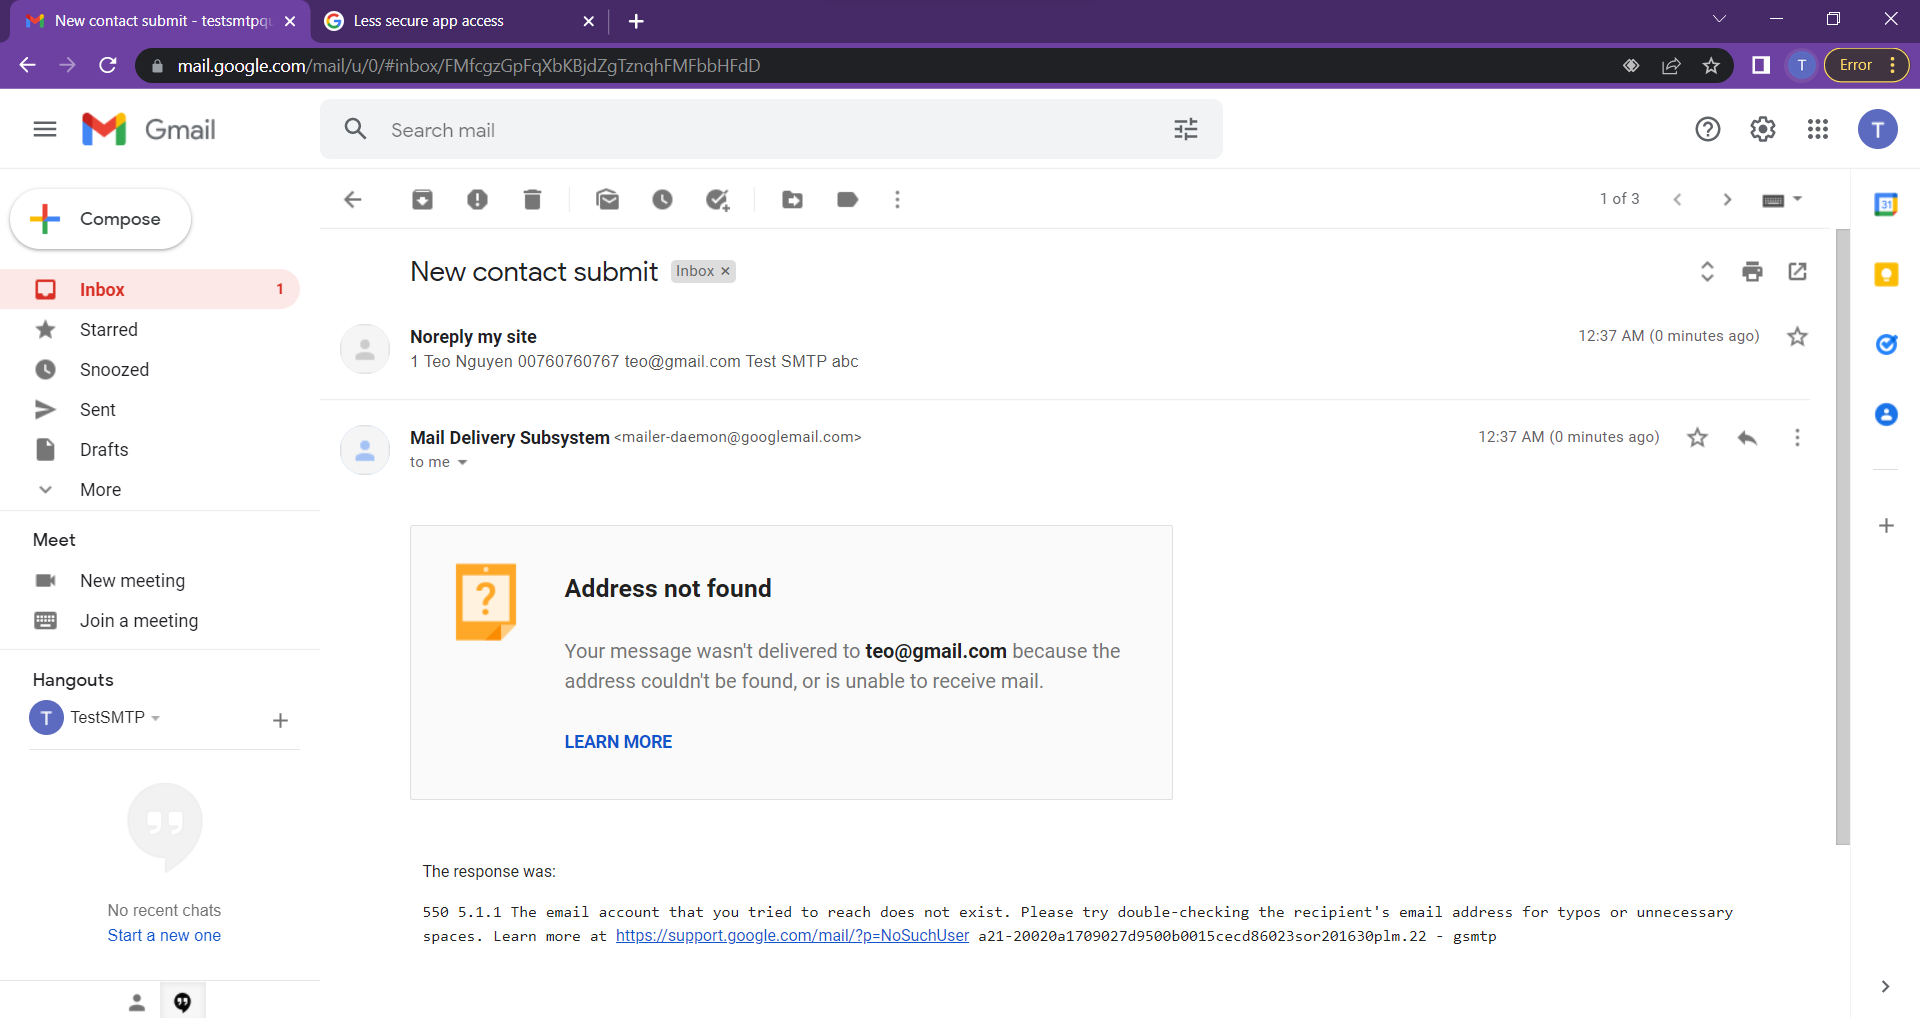 New contact submit - testsmtpqu
Less secure app access
mail.google.com/mail/u/0/#inbox/FMfcgzGpFqXbKBjdZgTznqhFMFbbHFdD
T
Error
Gmail
Search mail
T
Compose
1 of 3
31
New contact submit
Inbox
Inbox
1
Starred
Snoozed
Sent
Drafts
More
Noreply my site
12:37 AM (0 minutes ago)
1 Teo Nguyen 00760760767 teo@gmail.com Test SMTP abc
Mail Delivery Subsystem <mailer-daemon@googlemail.com>
12:37 AM (0 minutes ago)
to me
Meet
New meeting
Join a meeting
Hangouts
T
TestSMTP
No recent chats
Start a new one
?
Address not found
Your message wasn't delivered to teo@gmail.com because the
address couldn't be found, or is unable to receive mail.
LEARN MORE
The response was:
550 5.1.1 The email account that you tried to reach does not exist. Please try double-checking the recipient's email address for typos or unnecessary
spaces. Learn more at https://support.google.com/mail/?p=NoSuchUser a21-20020a1709027d9500b0015cecd86023sor201630plm.22 - gsmtp